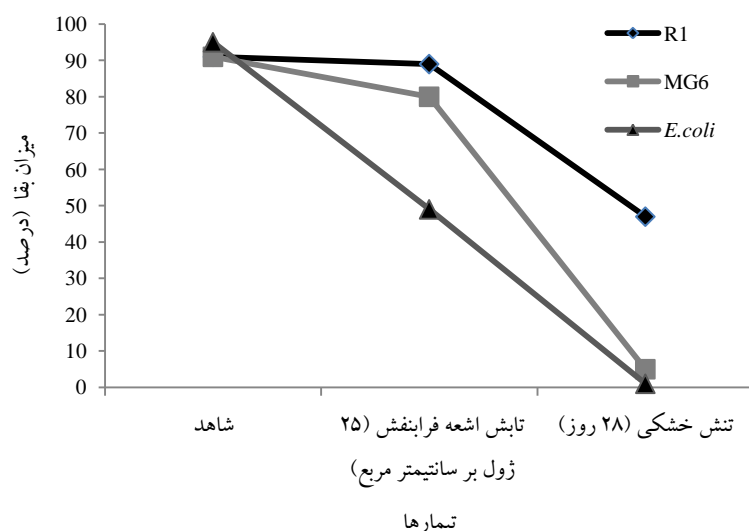 100
90
80
70
60
50
40
30
20
10
0
میزان بقا (درصد)
R1
MG6
E.coli
شاهد
تابش اشعه فرابنفش (۲۵
ژول بر سانتیمتر مربع)
تنش خشکی (۲۸ روز)
تیمارها